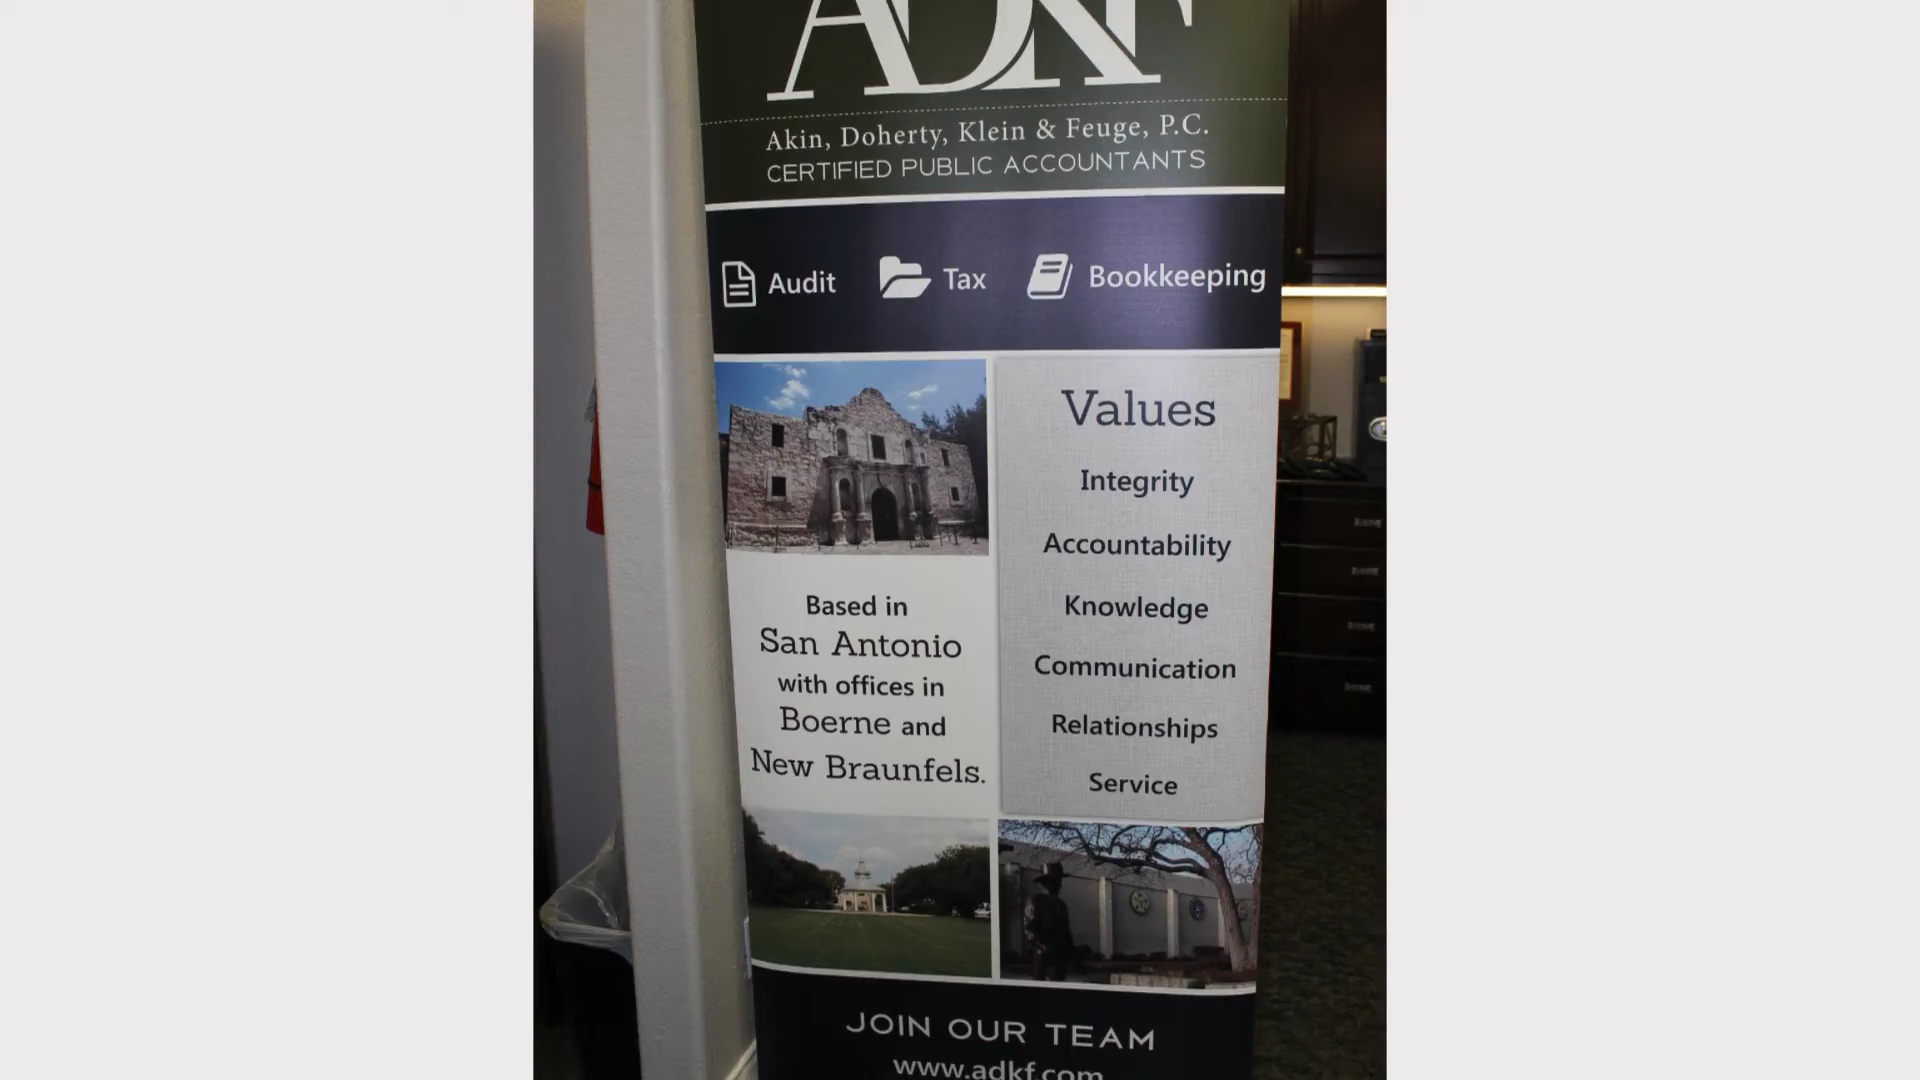 ADKF
Akin, Doherty, Klein & Feuge, P.C.
CERTIFIED PUBLIC ACCOUNTANTS
Audit Tax Bookkeeping
Values
Integrity
Accountability
Knowledge
Communication
Relationships
Service
Based in
San Antonio
with offices in
Boerne and
New Braunfels.
JOIN OUR TEAM
www.adkf.com